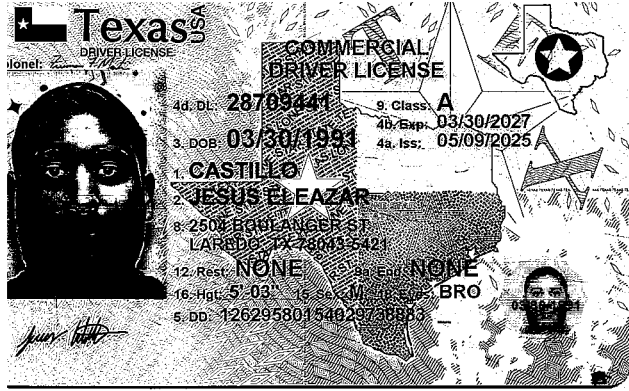 Texas USA
DRIVER LICENSE
COMMERCIAL
DRIVER LICENSE
4d. DL: 28709441 9. Class: A
4b. Exp: 03/30/2027
3. DOB: 03/30/1991 4a. Iss: 05/09/2025
1. CASTILLO
2. JESUS ELEAZAR
8. 2504 BOULANGER ST
LAREDO, TX 78043-5421
12. Rest: NONE 9a. End: NONE
16. Hgt: 5' 03" 15. Sex: M 18. Eyes: BRO
5. DD: